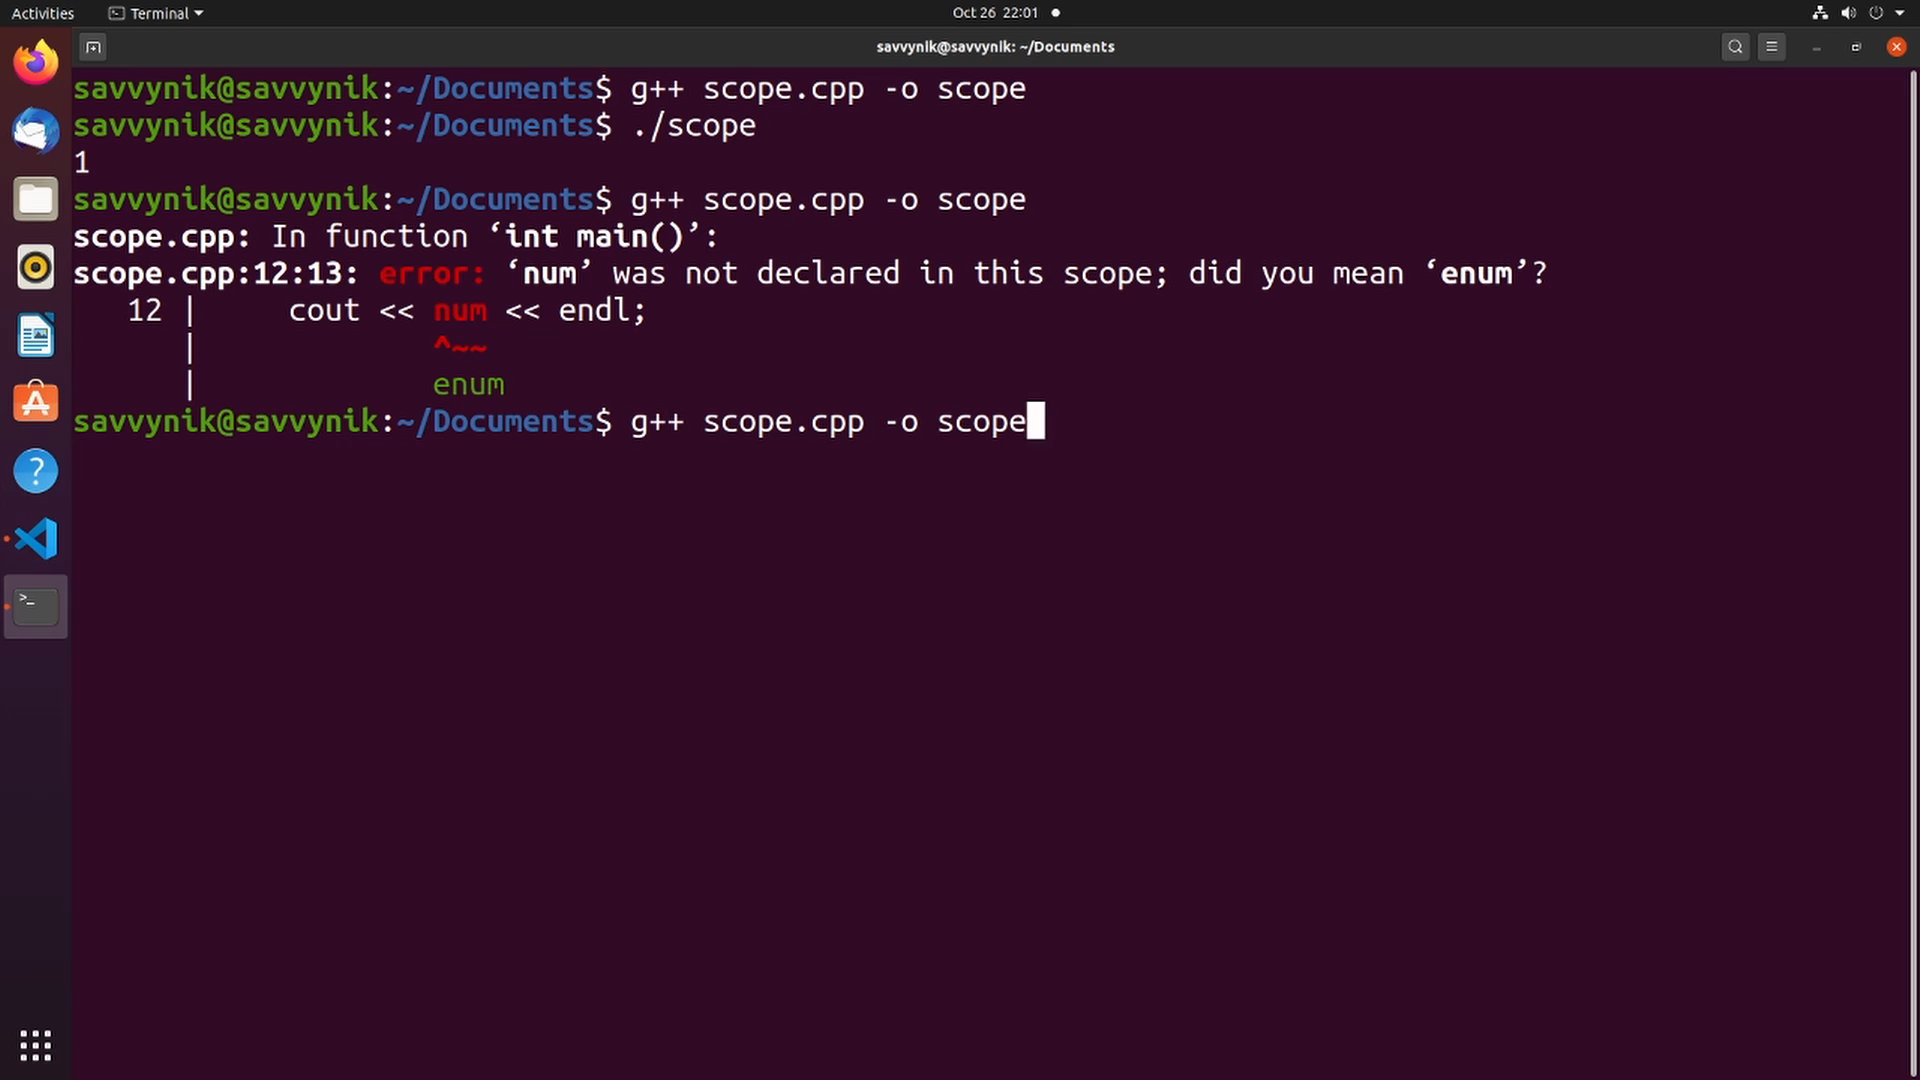 Activities Terminal Oct 26 22:01
savvynik@savvynik: ~/Documents
savvynik@savvynik:~/Documents$ g++ scope.cpp -o scope
savvynik@savvynik:~/Documents$ ./scope
1
savvynik@savvynik:~/Documents$ g++ scope.cpp -o scope
scope.cpp: In function ‘int main()’:
scope.cpp:12:13: error: ‘num’ was not declared in this scope; did you mean ‘enum’?
12 | cout << num << endl;
| ^~~
| enum
savvynik@savvynik:~/Documents$ g++ scope.cpp -o scope